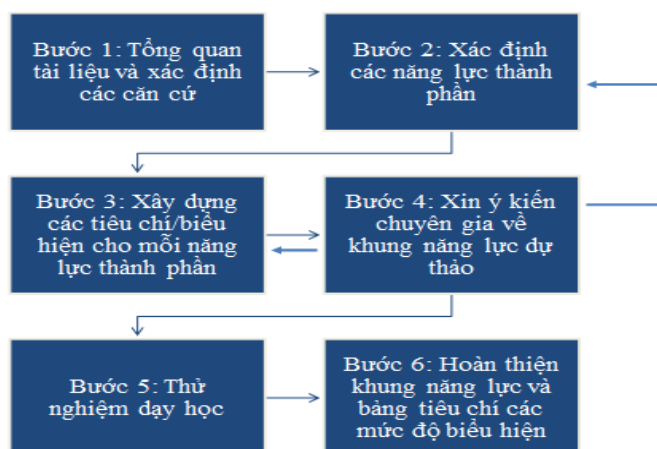 Bước 1: Tổng quan
tài liệu và xác định
các căn cứ
Bước 2: Xác định
các năng lực thành
phần
Bước 3: Xây dựng
các tiêu chí/biểu
hiện cho mỗi năng
lực thành phần
Bước 4: Xin ý kiến
chuyên gia về
khung năng lực dự
thảo
Bước 5: Thử
nghiệm dạy học
Bước 6: Hoàn thiện
khung năng lực và
bảng tiêu chí các
mức độ biểu hiện